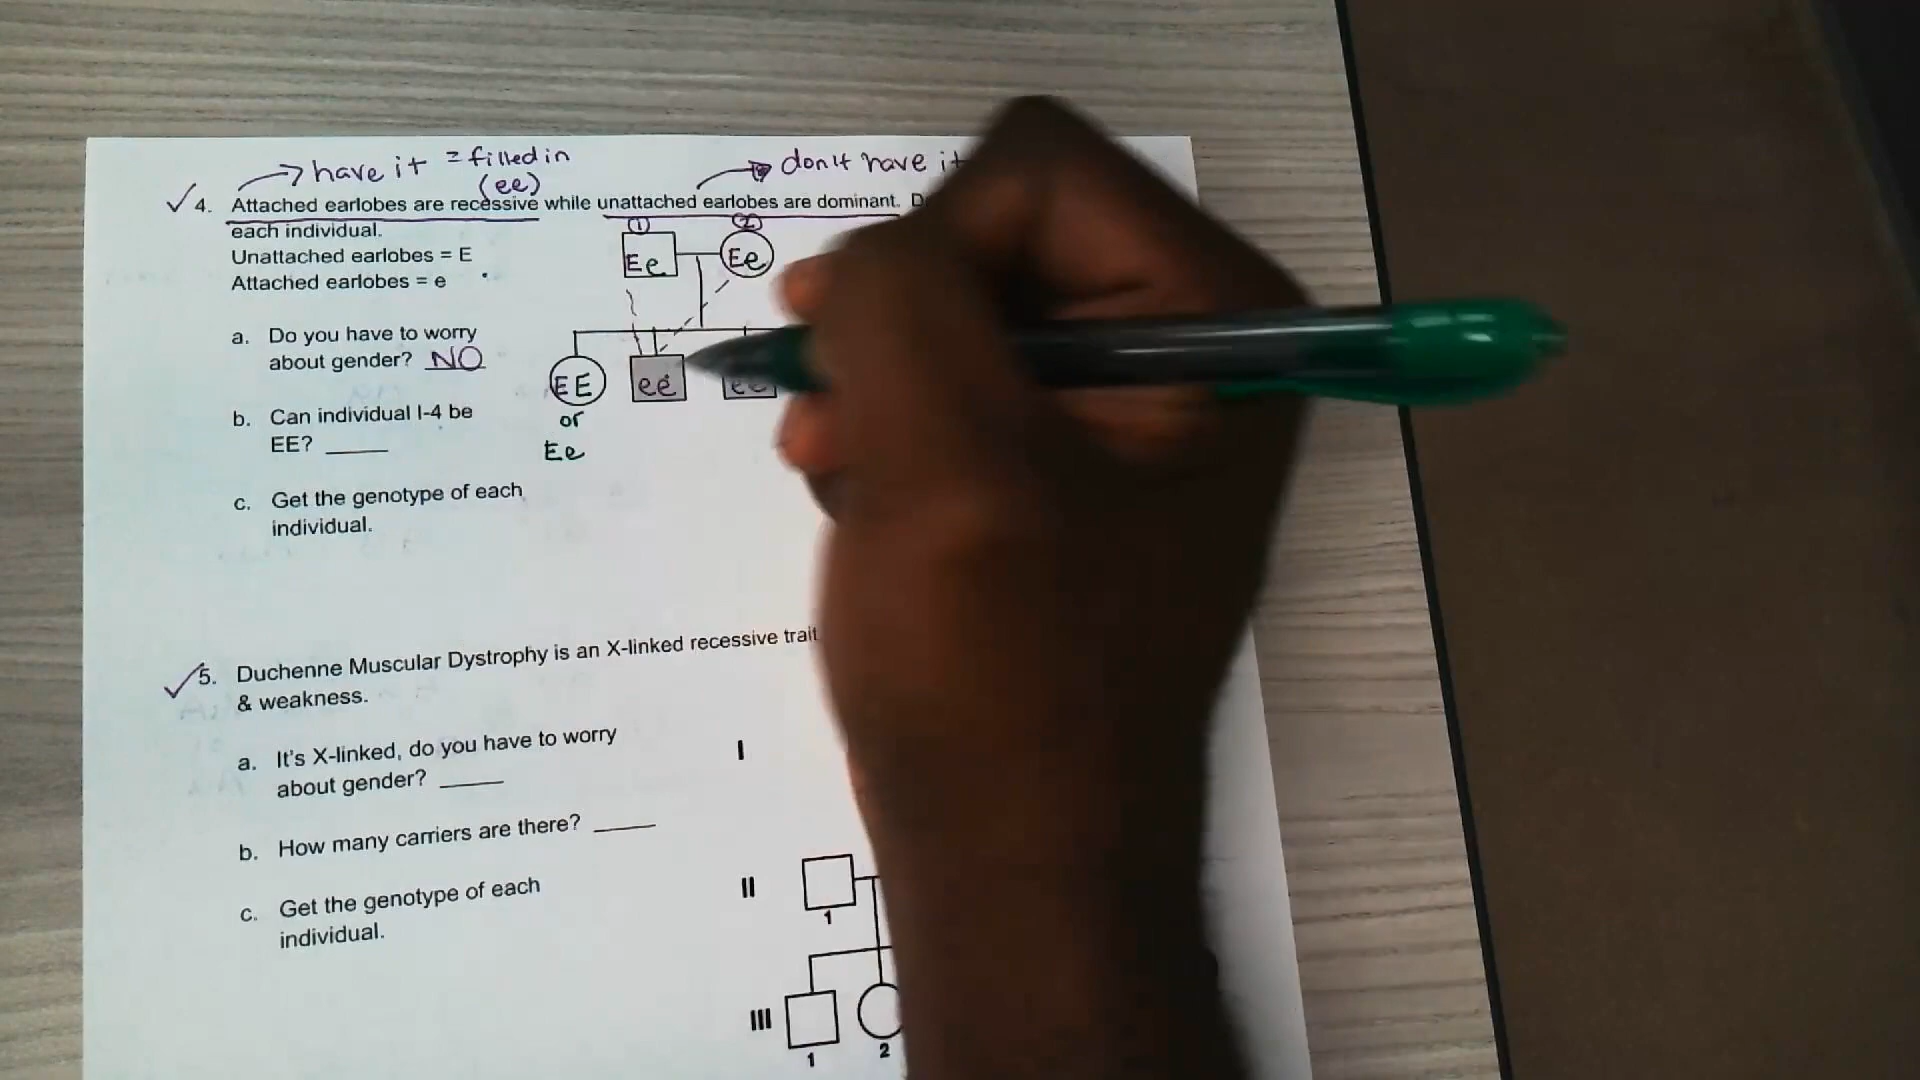 have it = filled in
(ee)
don't have it
4. Attached earlobes are recessive while unattached earlobes are dominant.
each individual.
Unattached earlobes = E
Attached earlobes = e
1
2
Ee
Ee
a. Do you have to worry
about gender? NO
EE
ee
ee
or
Ee
b. Can individual I-4 be
EE? _____
c. Get the genotype of each
individual.
5. Duchenne Muscular Dystrophy is an X-linked recessive trait
& weakness.
a. It's X-linked, do you have to worry
about gender? _____
I
b. How many carriers are there? _____
II
1
c. Get the genotype of each
individual.
III
1
2